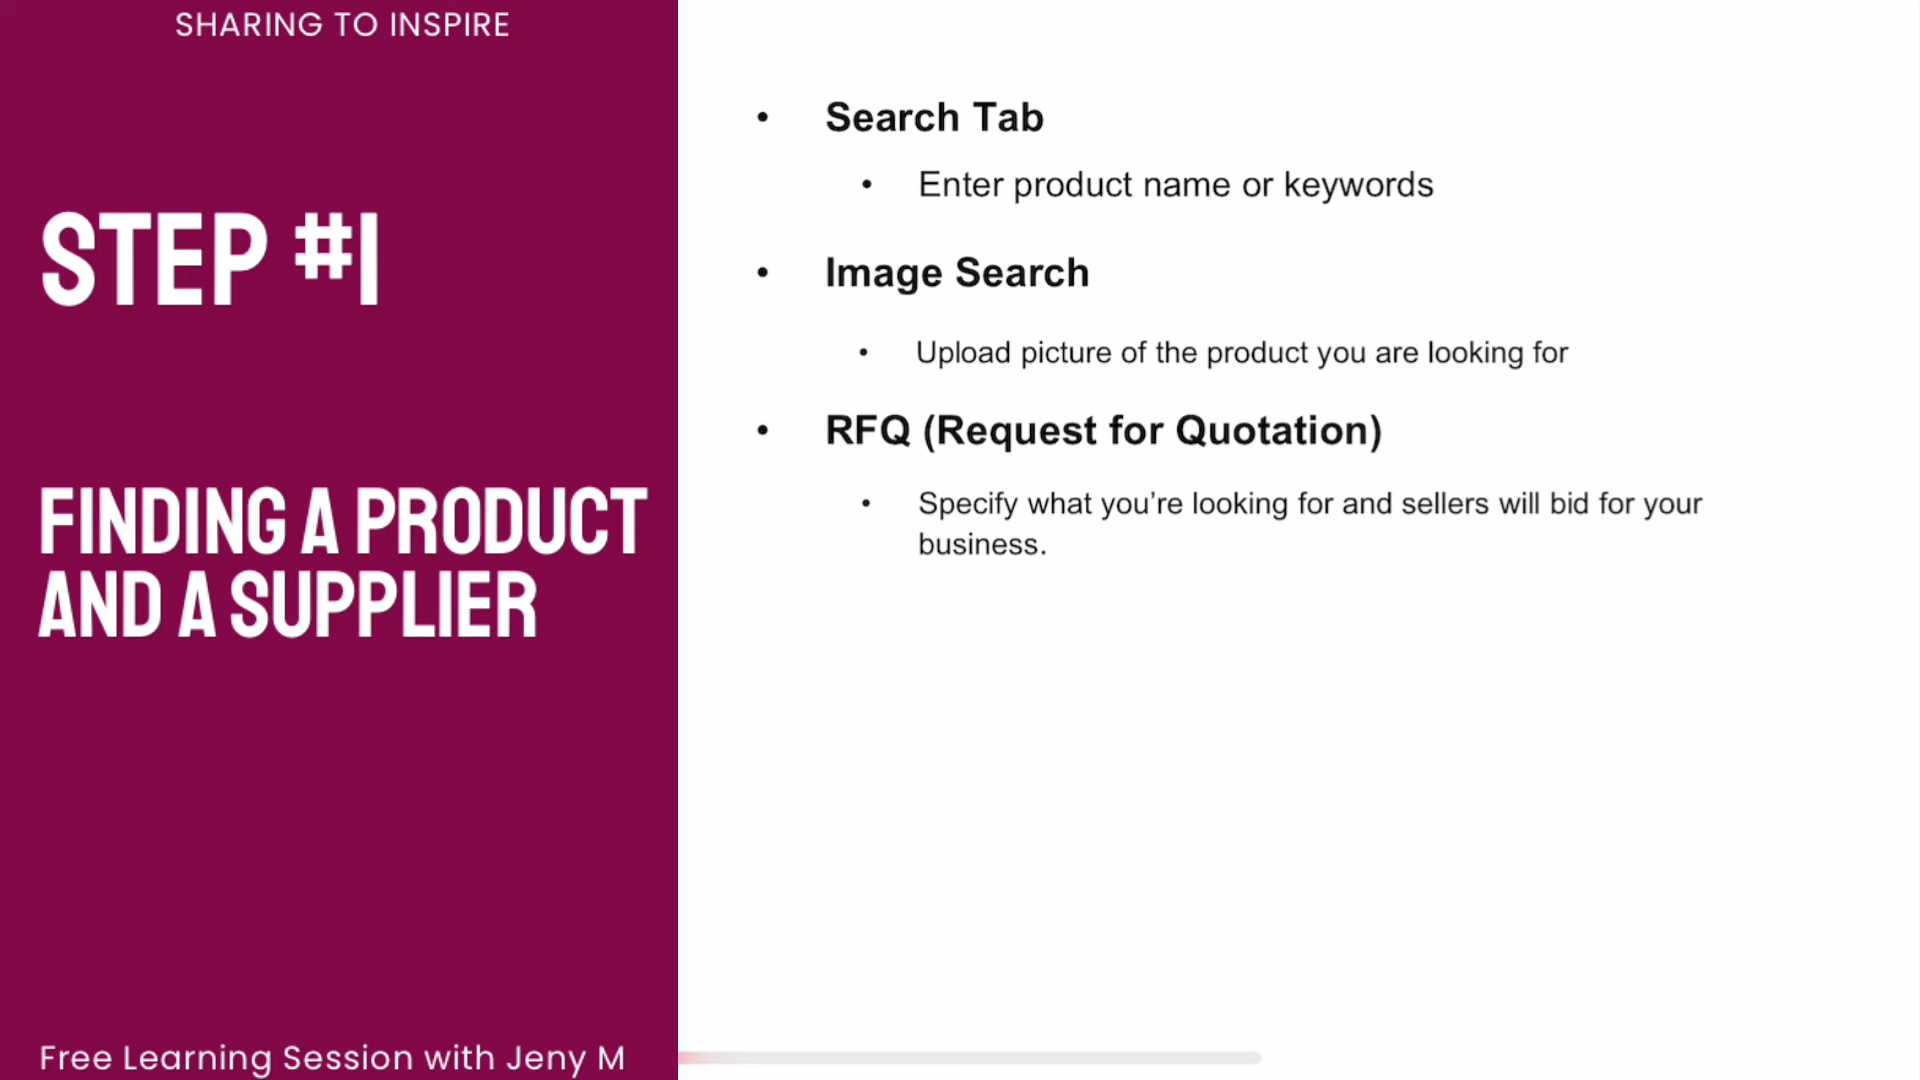 SHARING TO INSPIRE
STEP #1
FINDING A PRODUCT
AND A SUPPLIER
Free Learning Session with Jeny M
• Search Tab
• Enter product name or keywords
• Image Search
• Upload picture of the product you are looking for
• RFQ (Request for Quotation)
• Specify what you’re looking for and sellers will bid for your
business.